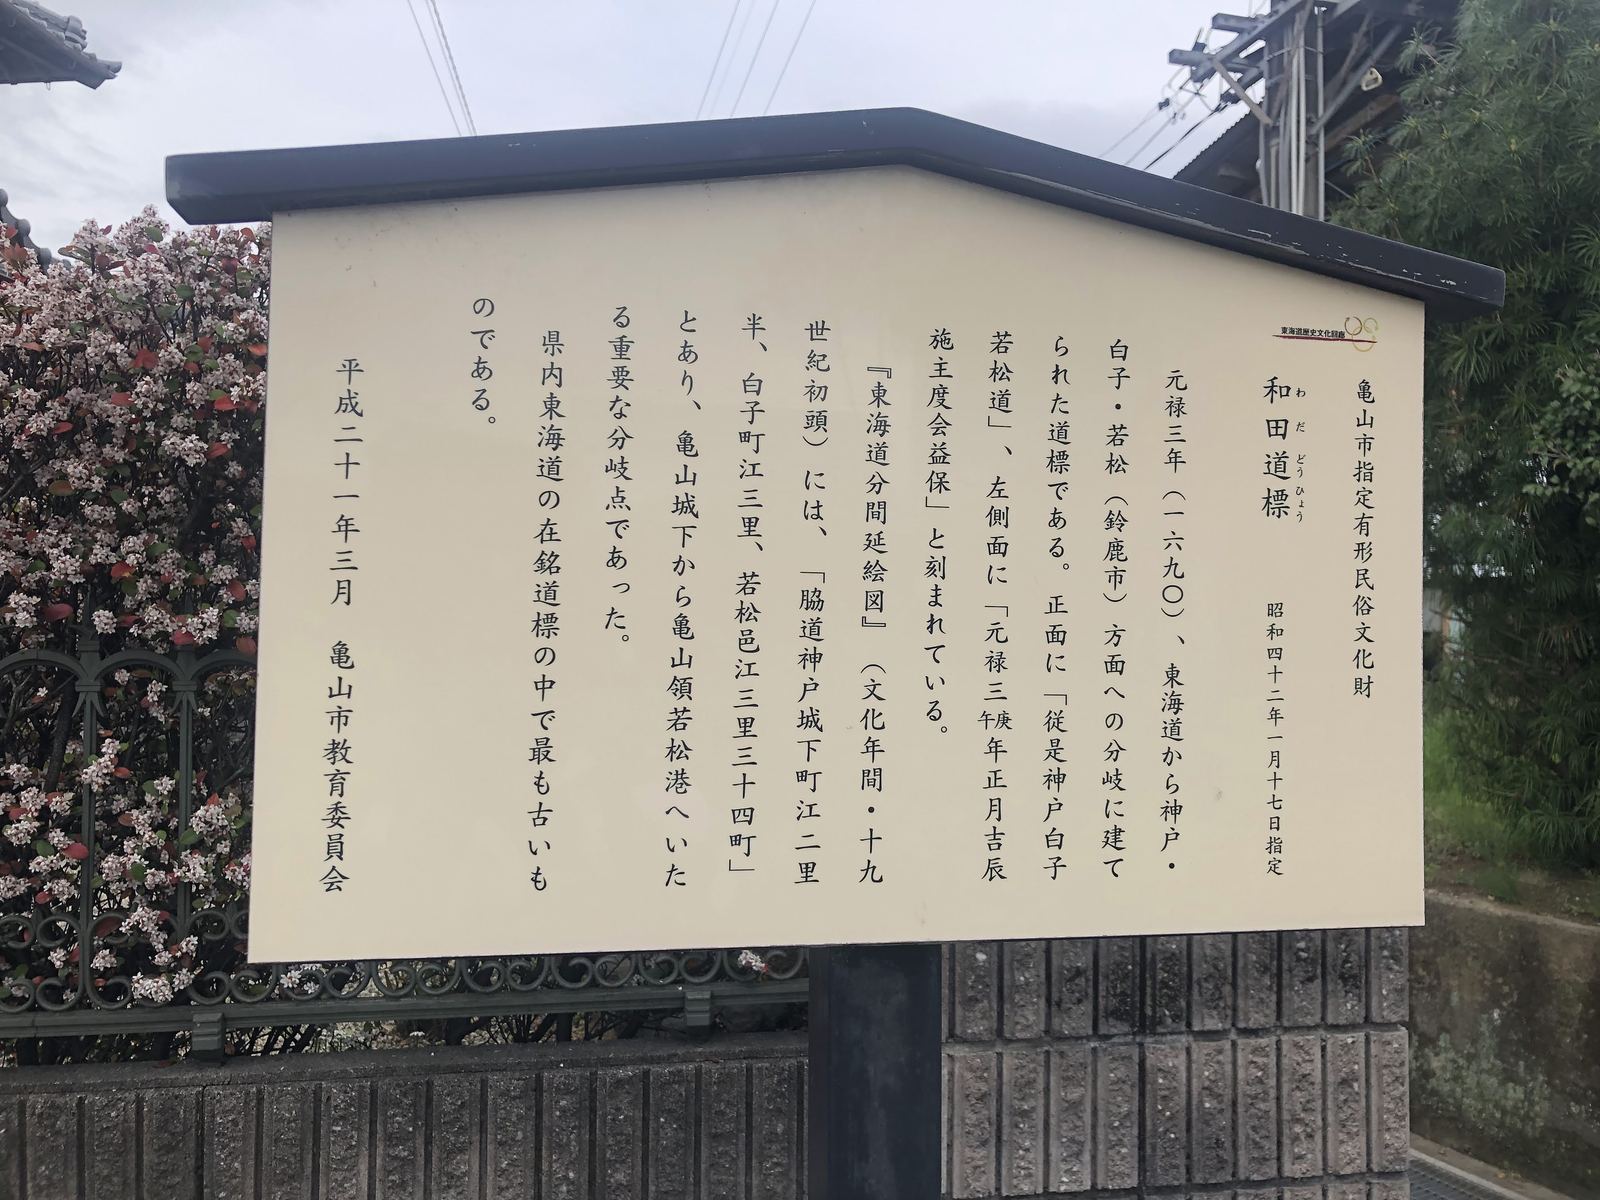 東海道歴史文化回廊
亀山市指定有形民俗文化財
和田道標　昭和四十二年一月十七日指定
わだどうひょう
元禄三年（一六九〇）、東海道から神戸・
白子・若松（鈴鹿市）方面への分岐に建て
られた道標である。正面に「従是神戸白子
若松道」、左側面に「元禄三庚午年正月吉辰
施主度会益保」と刻まれている。
『東海道分間延絵図』（文化年間・十九
世紀初頭）には、「脇道神戸城下町江二里
半、白子町江三里、若松邑江三里三十四町」
とあり、亀山城下から亀山領若松港へいた
る重要な分岐点であった。
県内東海道の在銘道標の中で最も古いも
のである。
平成二十一年三月　亀山市教育委員会